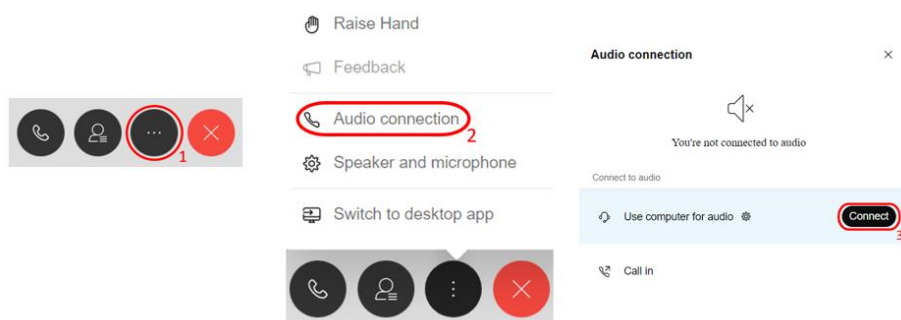 1
Raise Hand
Feedback
Audio connection
2
Speaker and microphone
Switch to desktop app
Audio connection
You're not connected to audio
Connect to audio
Use computer for audio
Connect
3
Call in